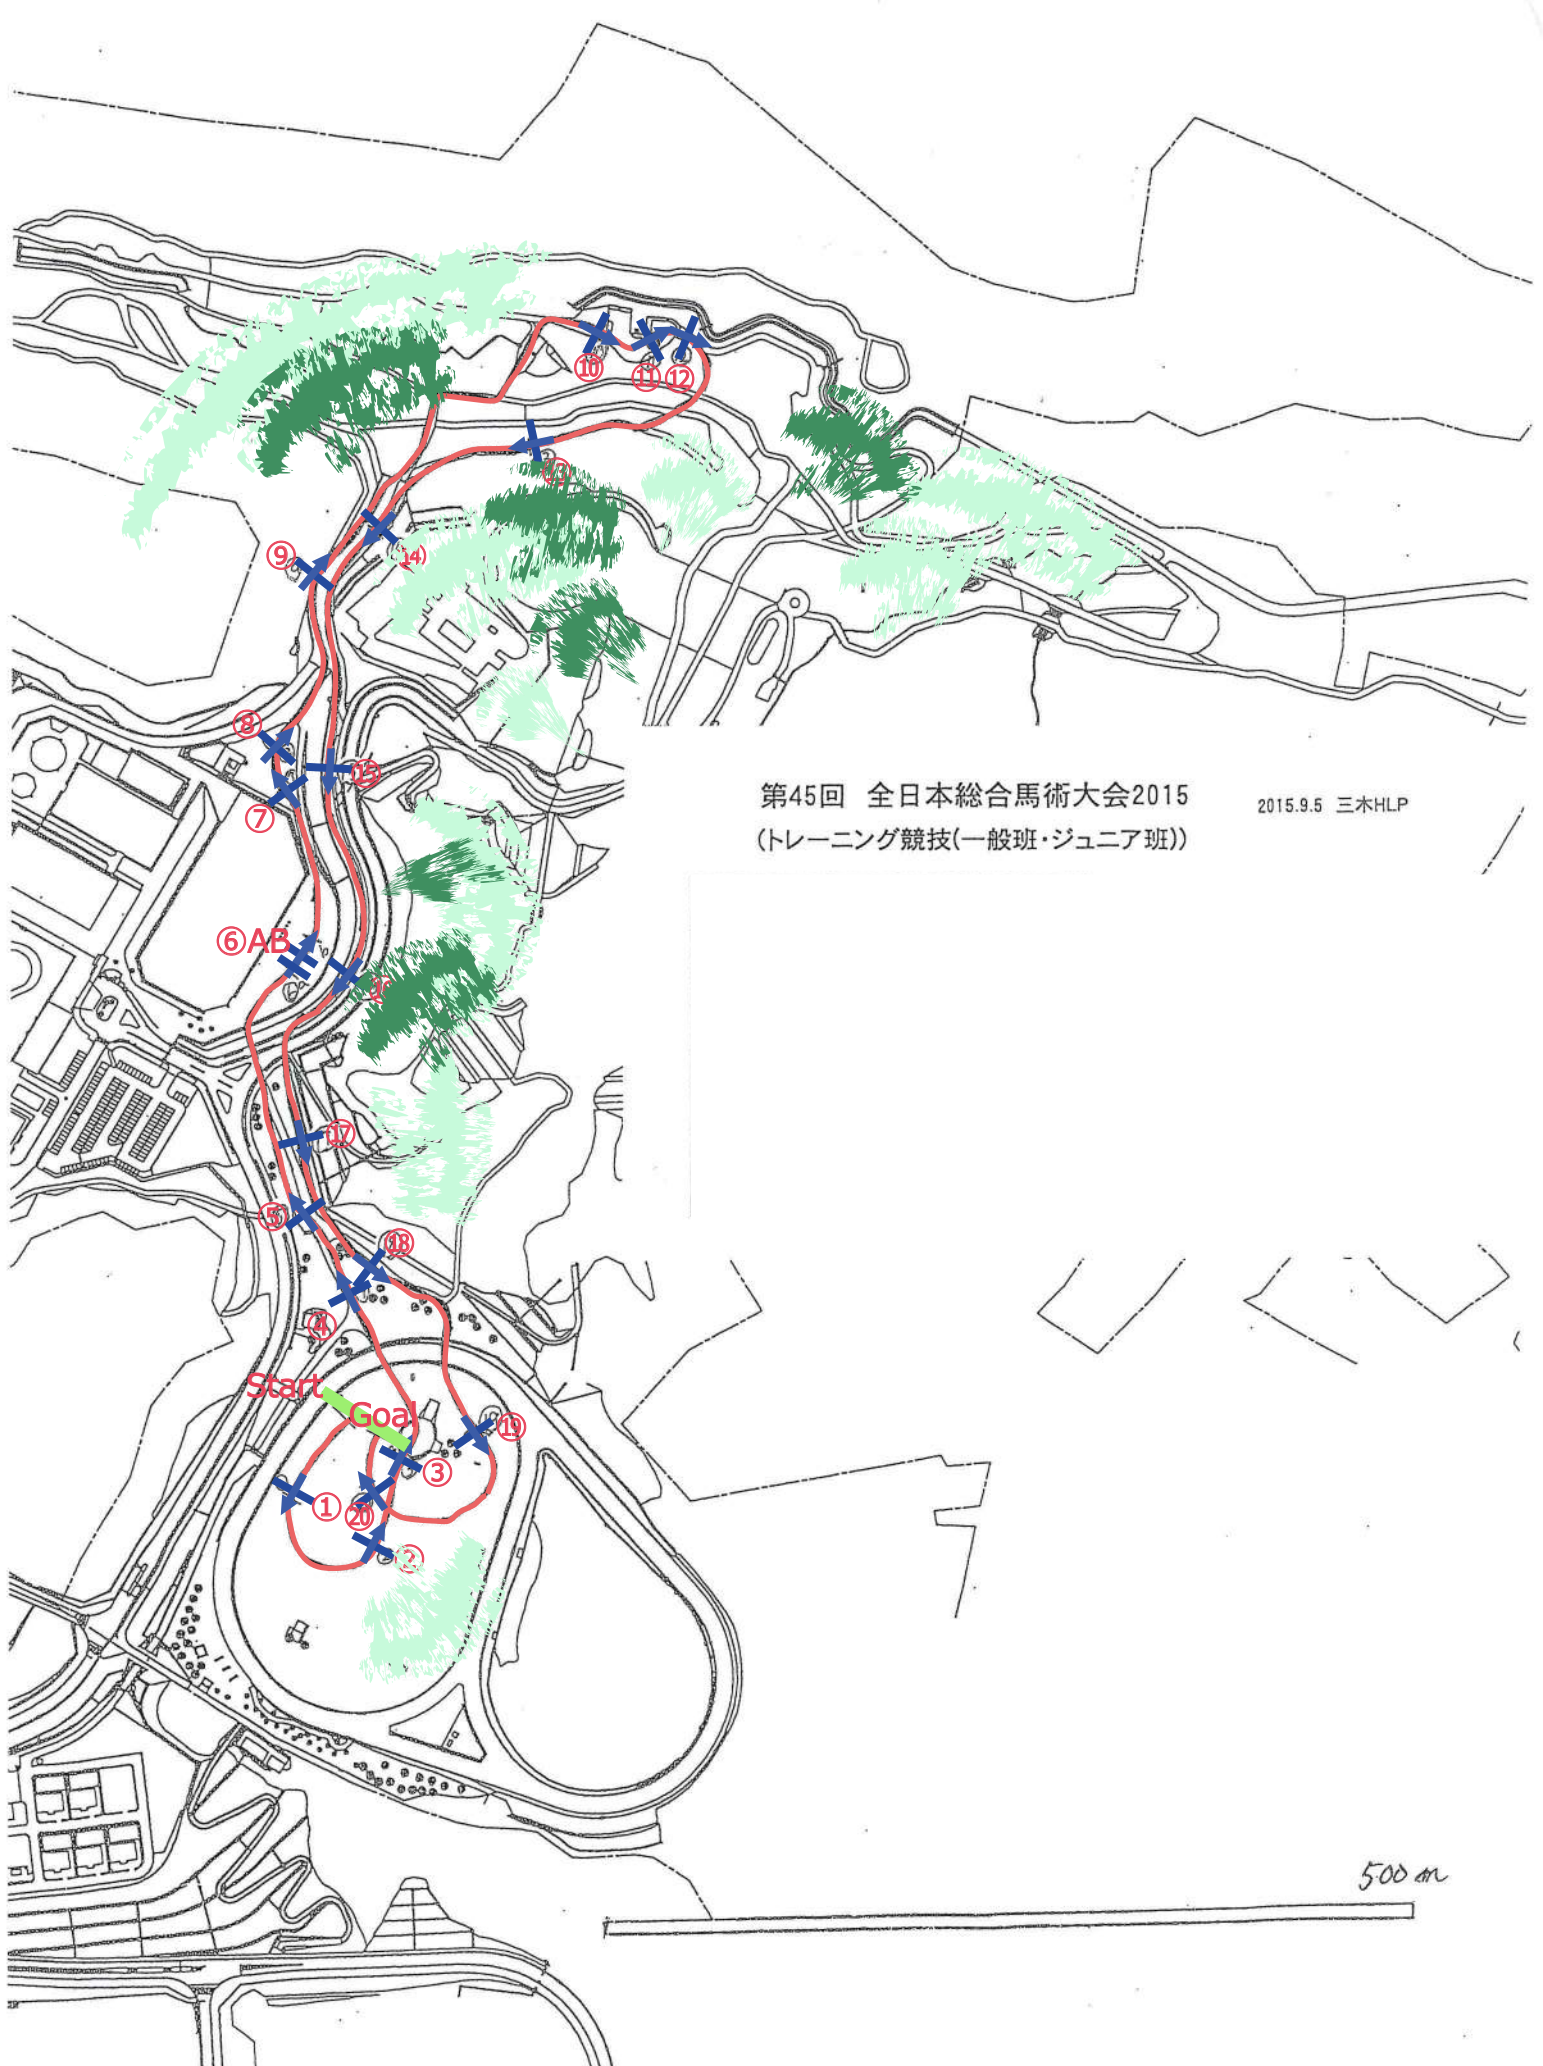 ⑩
⑪
⑫
⑬
⑨
⑭
⑧
⑮
⑦
第45回 全日本総合馬術大会2015
2015.9.5 三木HLP
(トレーニング競技(一般班・ジュニア班))
⑥AB
⑰
⑤
⑱
④
Start
Goal
⑲
③
①
⑳
②
500m